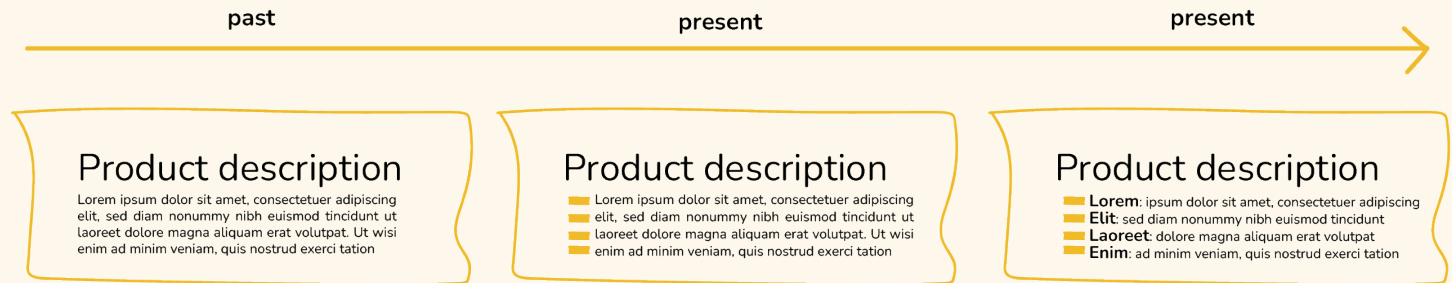 past
present
present
Product description
Lorem ipsum dolor sit amet, consectetuer adipiscing
elit, sed diam nonummy nibh euismod tincidunt ut
laoreet dolore magna aliquam erat volutpat. Ut wisi
enim ad minim veniam, quis nostrud exerci tation
Product description
Lorem ipsum dolor sit amet, consectetuer adipiscing
elit, sed diam nonummy nibh euismod tincidunt ut
laoreet dolore magna aliquam erat volutpat. Ut wisi
enim ad minim veniam, quis nostrud exerci tation
Product description
Lorem: ipsum dolor sit amet, consectetuer adipiscing
Elit: sed diam nonummy nibh euismod tincidunt
Laoreet: dolore magna aliquam erat volutpat
Enim: ad minim veniam, quis nostrud exerci tation